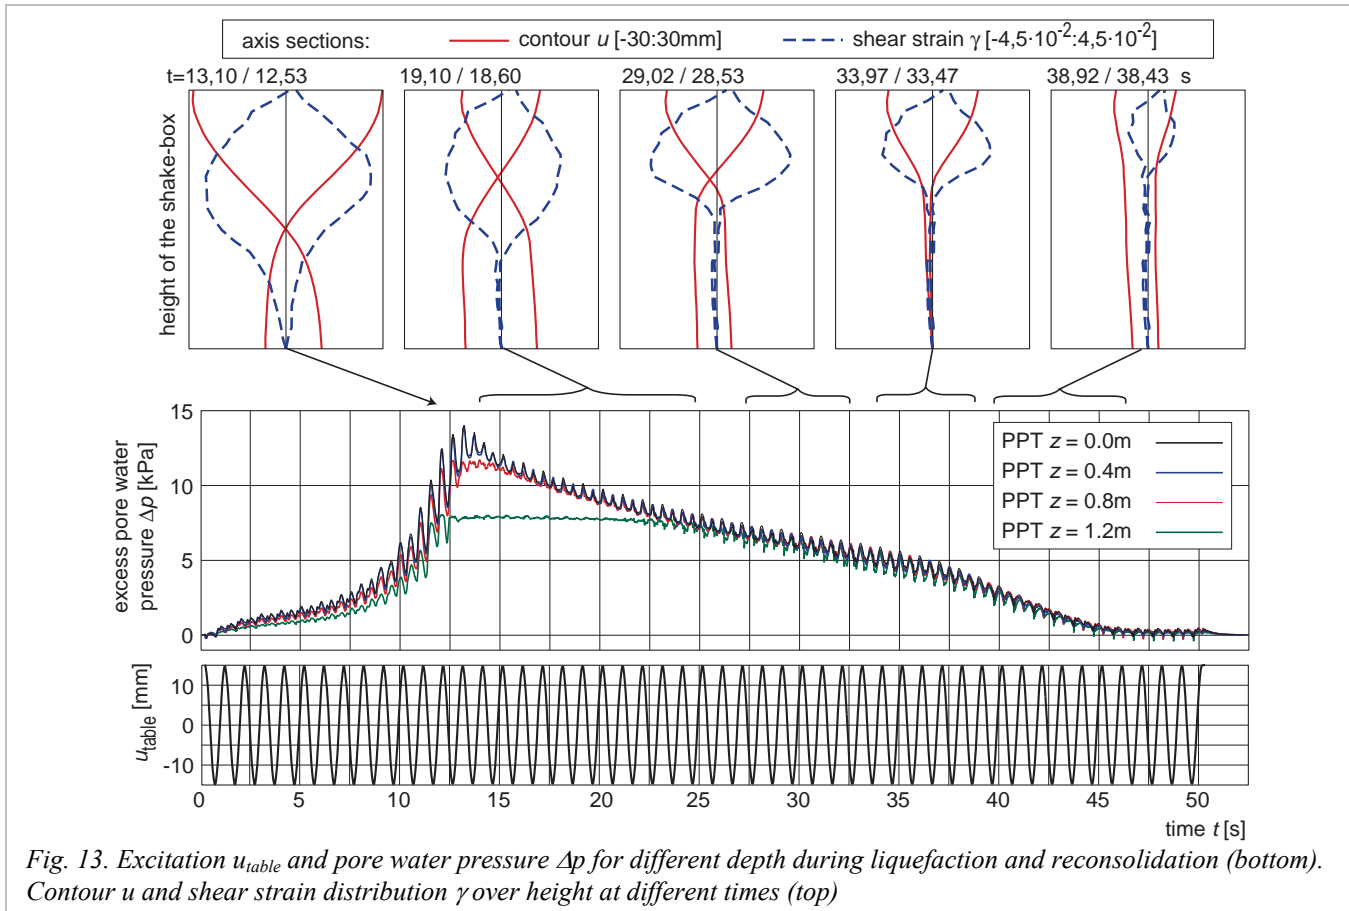 axis sections: contour u [-30:30mm] shear strain γ [-4,5·10⁻²:4,5·10⁻²]
t=13,10 / 12,53 19,10 / 18,60 29,02 / 28,53 33,97 / 33,47 38,92 / 38,43 s
height of the shake-box
excess pore water
pressure Δp [kPa]
15
10
5
0
PPT z = 0.0m
PPT z = 0.4m
PPT z = 0.8m
PPT z = 1.2m
u_table [mm]
10
0
-10
0 5 10 15 20 25 30 35 40 45 50
time t [s]
Fig. 13. Excitation u_table and pore water pressure Δp for different depth during liquefaction and reconsolidation (bottom).
Contour u and shear strain distribution γ over height at different times (top)